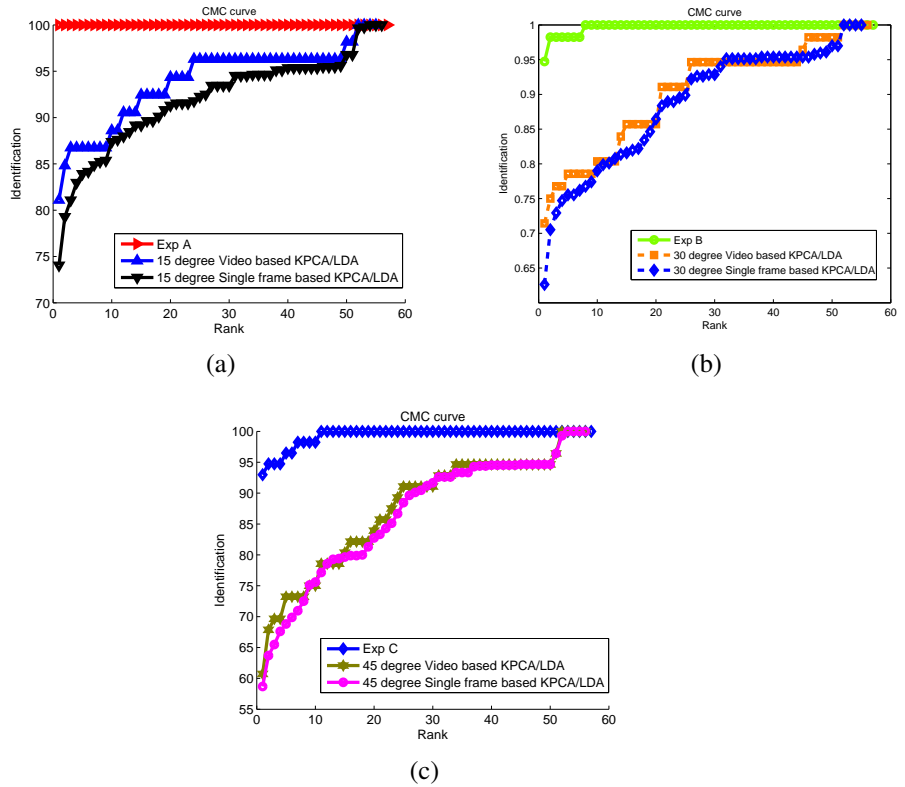 CMC curve
100
95
90
85
80
75
70
Identification
Exp A
15 degree Video based KPCA/LDA
15 degree Single frame based KPCA/LDA
0 10 20 30 40 50 60
Rank
(a)
CMC curve
1
0.95
0.9
0.85
0.8
0.75
0.7
0.65
Identification
Exp B
30 degree Video based KPCA/LDA
30 degree Single frame based KPCA/LDA
0 10 20 30 40 50 60
Rank
(b)
CMC curve
100
95
90
85
80
75
70
65
60
55
Identification
Exp C
45 degree Video based KPCA/LDA
45 degree Single frame based KPCA/LDA
0 10 20 30 40 50 60
Rank
(c)